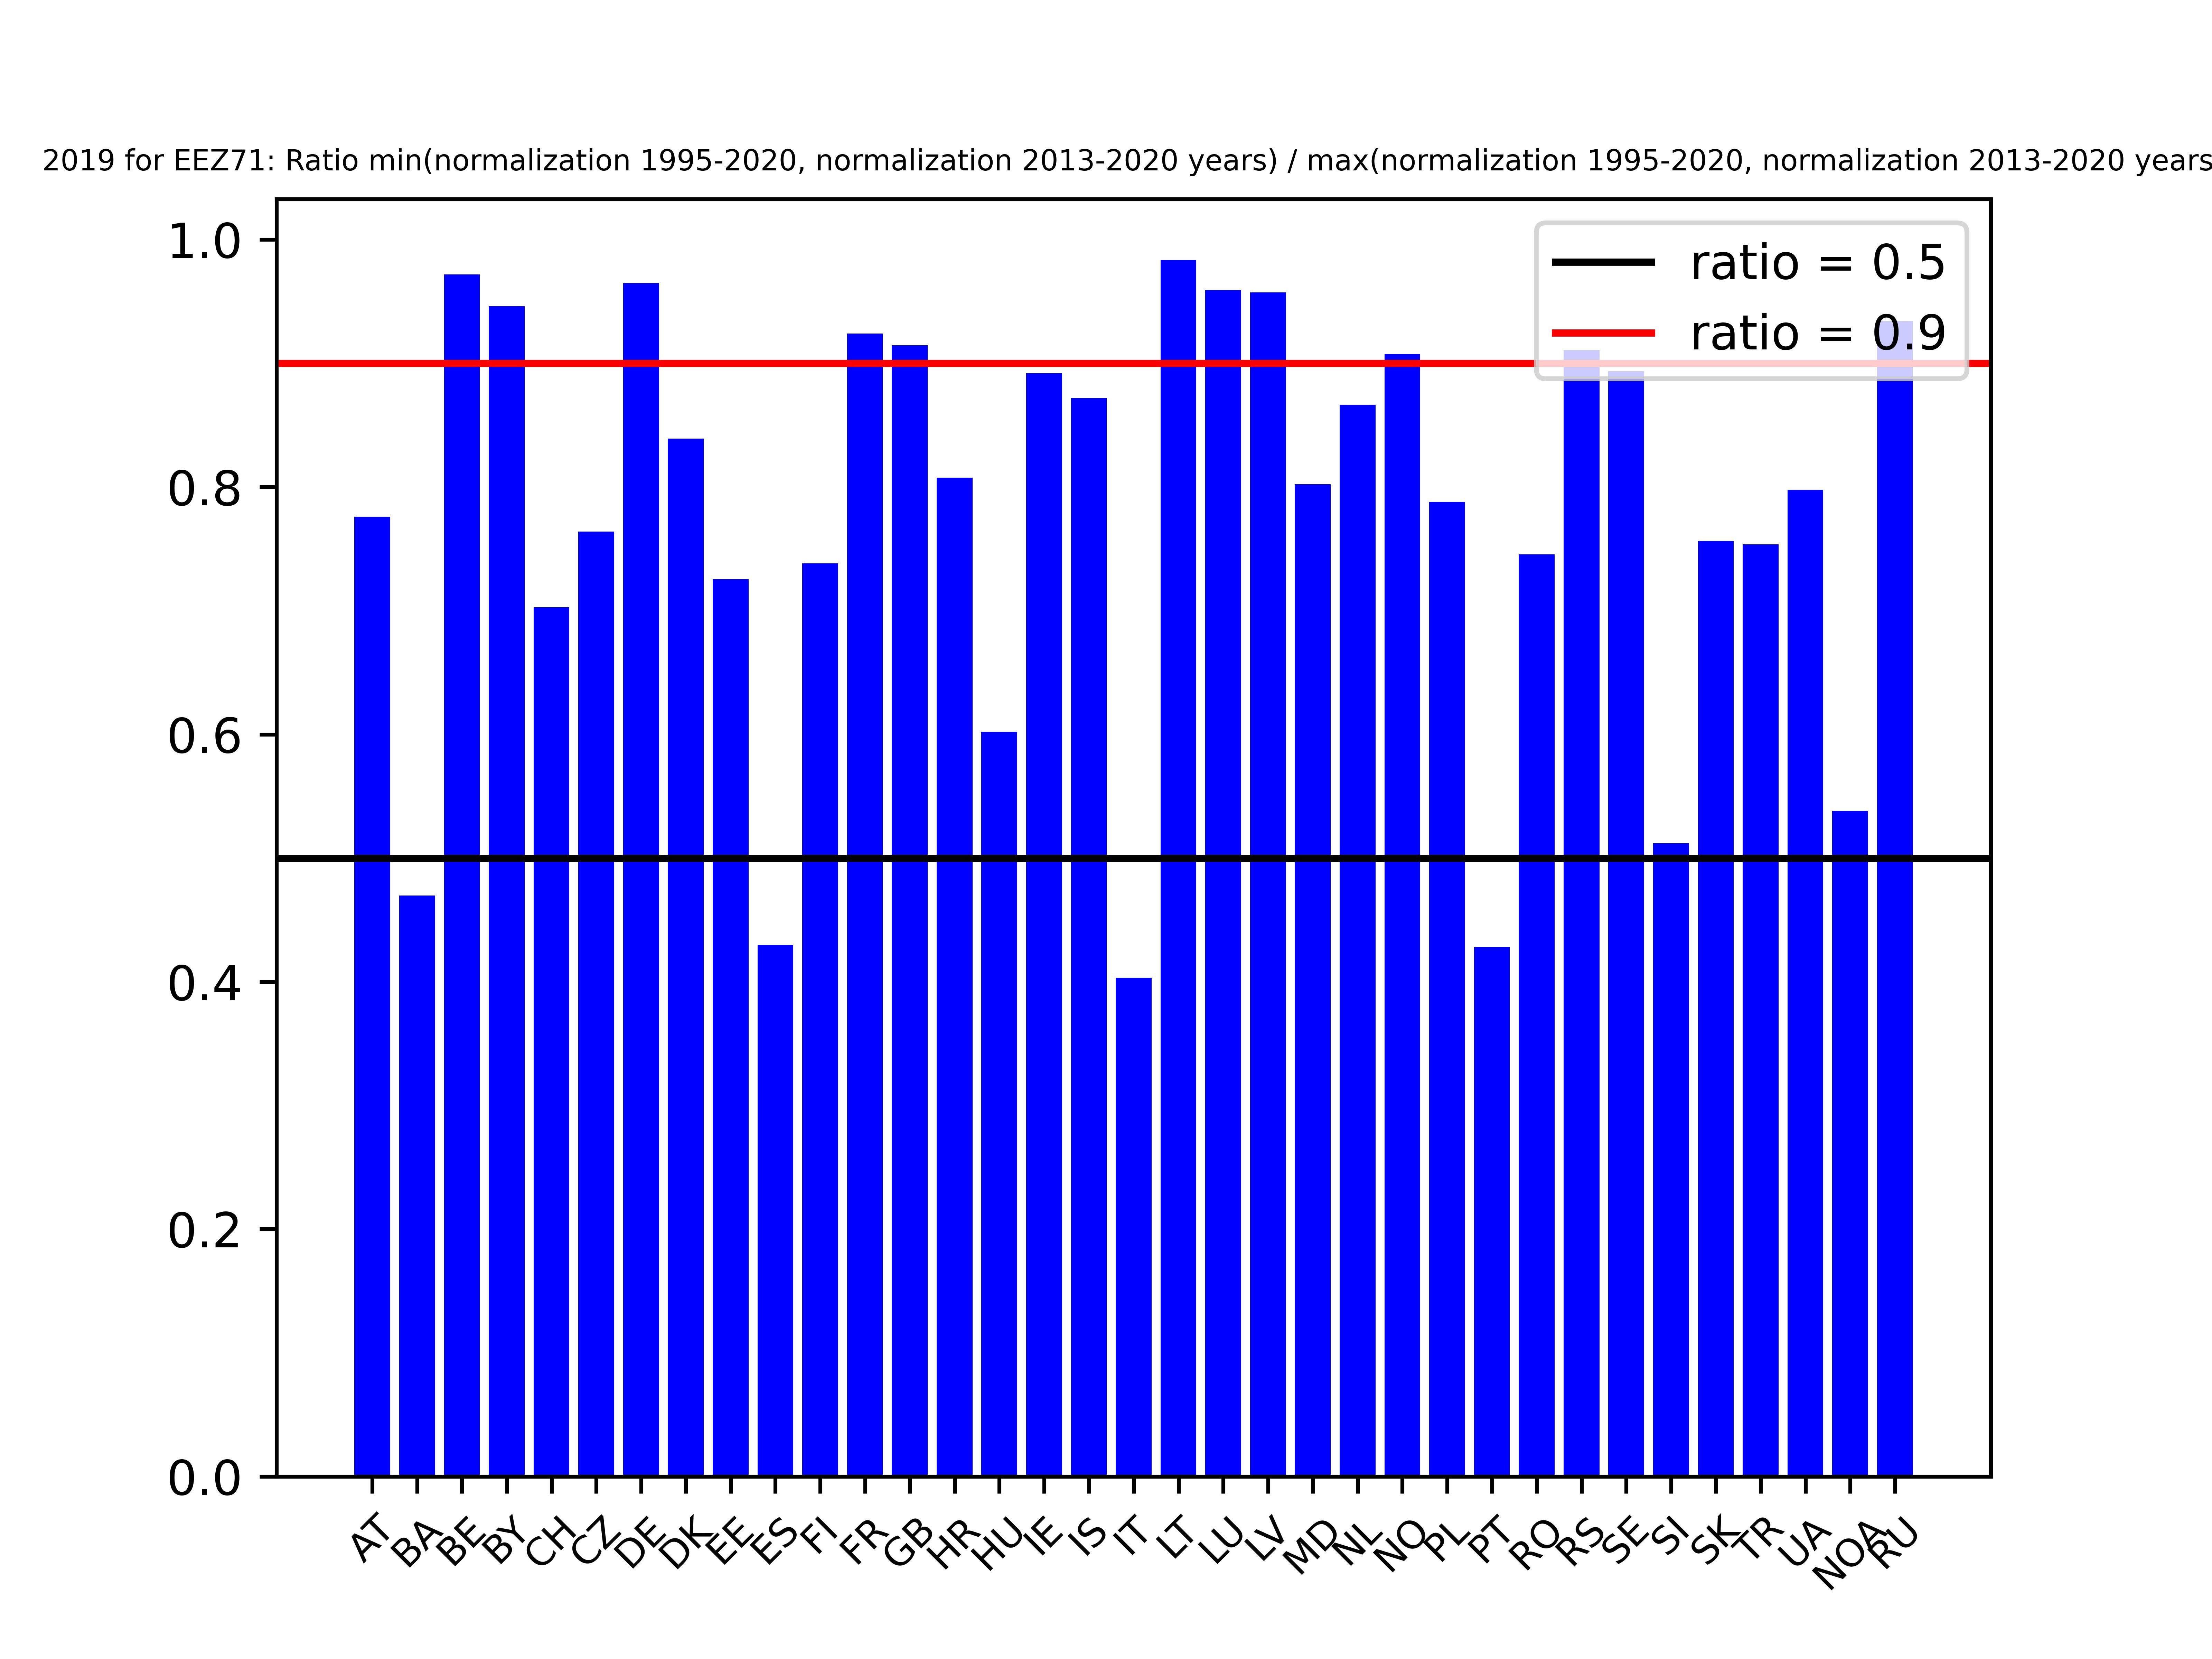 2019 for EEZ71: Ratio min(normalization 1995-2020, normalization 2013-2020 years) / max(normalization 1995-2020, normalization 2013-2020 years
ratio = 0.5
ratio = 0.9
1.0
0.8
0.6
0.4
0.2
0.0
AT BA BE BY CH CZ DE DK EE ES FI FR GB HR HU IE IS IT LT LU LV MD NL NO PL PT RO RS SE SI SK TR UA NOA RU